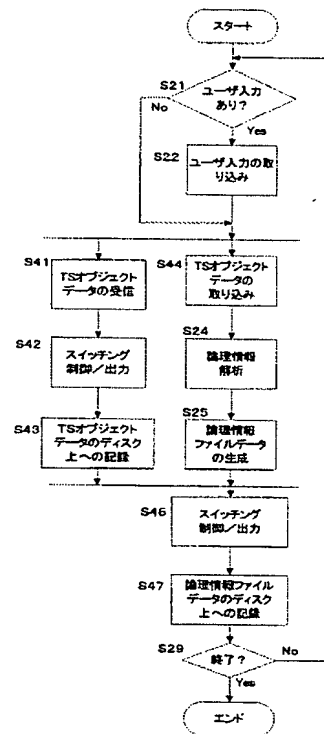 スタート
S21
ユーザ入力
あり?
No
Yes
S22
ユーザ入力の取
り込み
S41
TSオブジェクト
データの受信
S44
TSオブジェクト
データの
取り込み
S42
スイッチング
制御/出力
S24
論理情報
解析
S43
TSオブジェクト
データのディスク
上への記録
S25
論理情報
ファイルデータ
の生成
S46
スイッチング
制御/出力
S47
論理情報ファイル
データのディスク
上への記録
S29
終了?
No
Yes
エンド